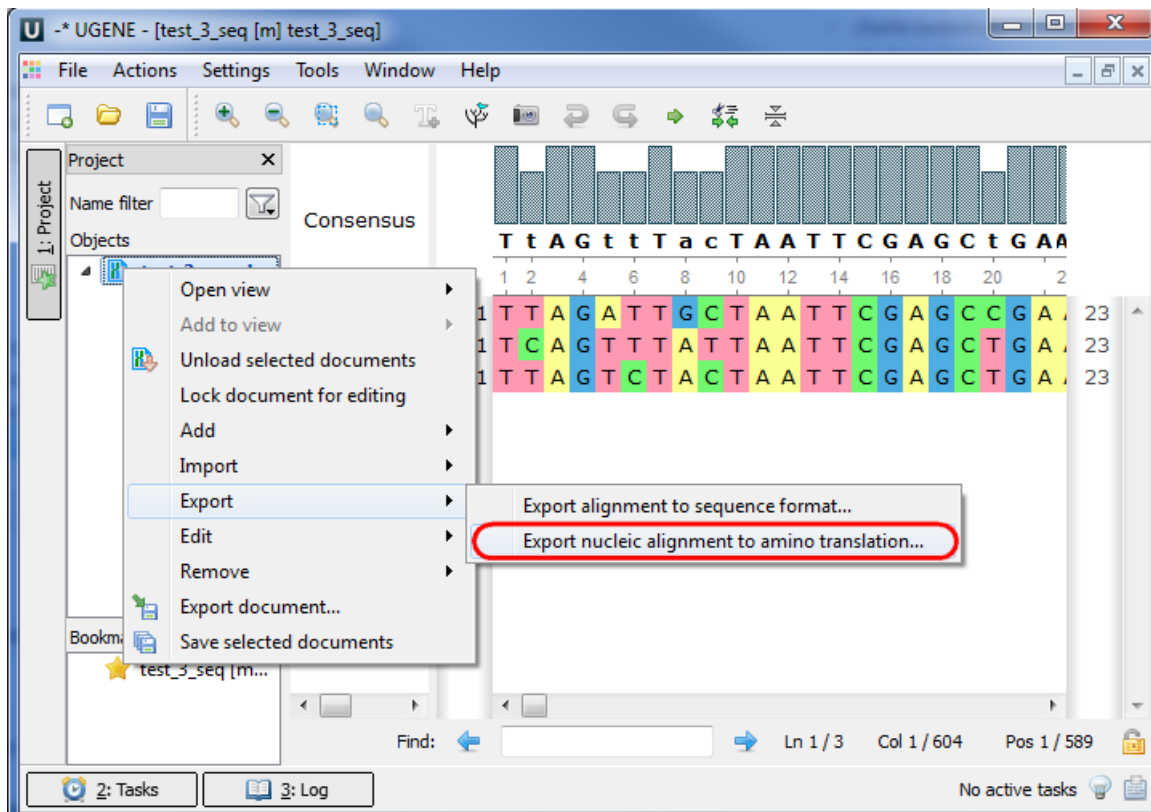 -* UGENE - [test_3_seq [m] test_3_seq]
File Actions Settings Tools Window Help
1: Project
Project
Name filter
Objects
Consensus
T t A G t t T a c T A A T T C G A G C t G A A
1 2 4 6 8 10 12 14 16 18 20 2
1 T T A G A T T G C T A A T T C G A G C C G A 23
1 T C A G T T T A T T A A T T C G A G C T G A 23
1 T T A G T C T A C T A A T T C G A G C T G A 23
Open view
Add to view
Unload selected documents
Lock document for editing
Add
Import
Export
Edit
Remove
Export document...
Save selected documents
Export alignment to sequence format...
Export nucleic alignment to amino translation...
test_3_seq [m...
Find:
Ln 1 / 3 Col 1 / 604 Pos 1 / 589
2: Tasks 3: Log No active tasks